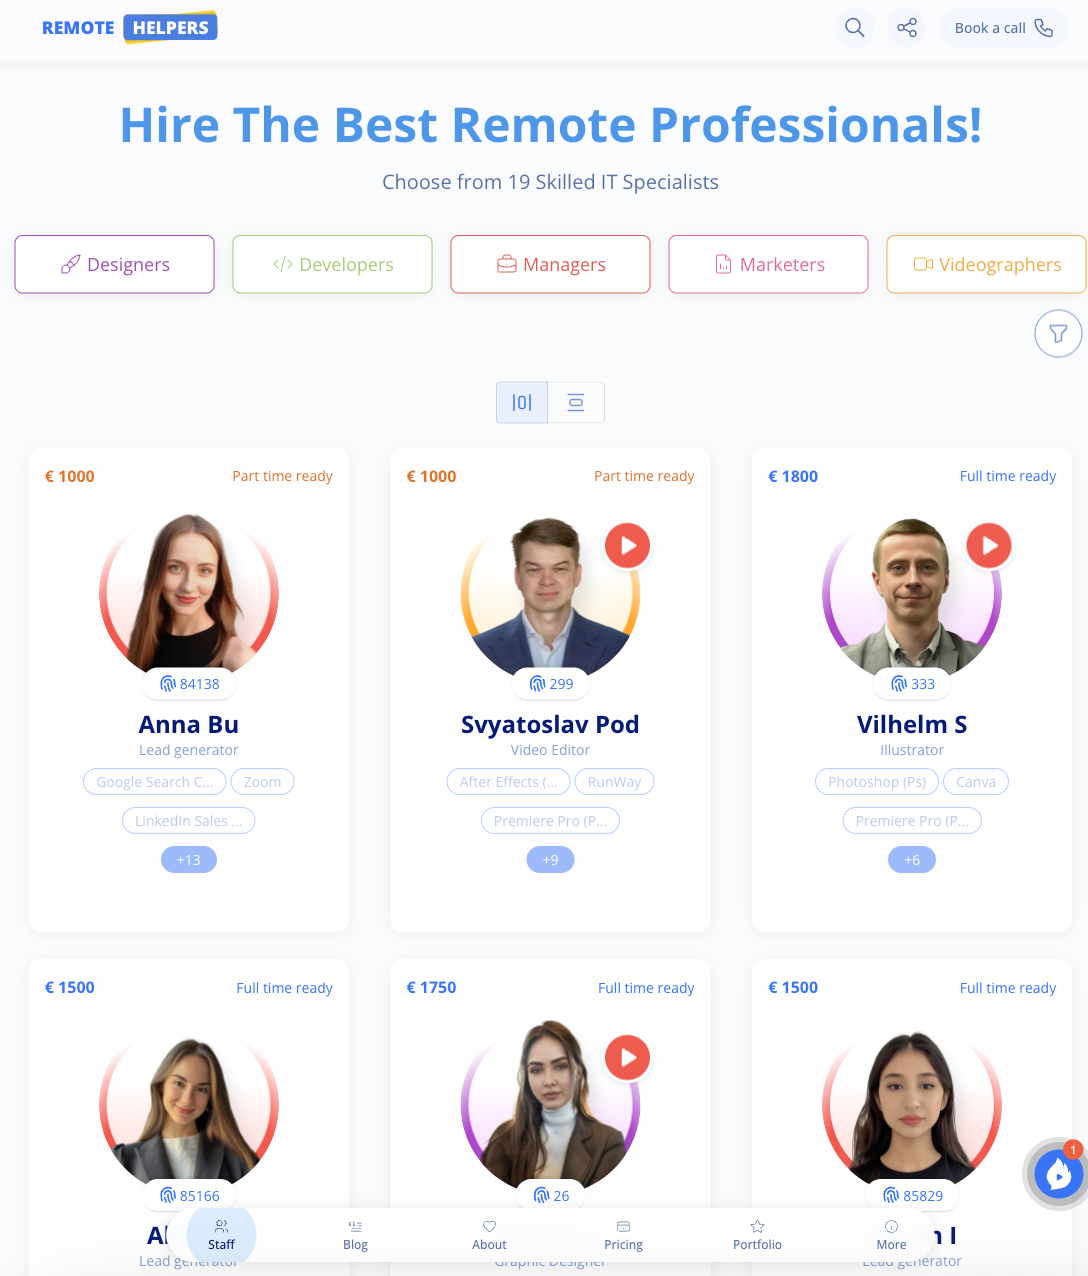 REMOTE HELPERS
Book a call
Hire The Best Remote Professionals!
Choose from 19 Skilled IT Specialists
Designers
</> Developers
Managers
Marketers
Videographers
€ 1000 Part time ready
84138
Anna Bu
Lead generator
Google Search C... Zoom
LinkedIn Sales ...
+13
€ 1000 Part time ready
299
Svyatoslav Pod
Video Editor
After Effects (... RunWay
Premiere Pro (P...
+9
€ 1800 Full time ready
333
Vilhelm S
Illustrator
Photoshop (Ps) Canva
Premiere Pro (P...
+6
€ 1500 Full time ready
85166
Lead generator
€ 1750 Full time ready
26
Graphic Designer
€ 1500 Full time ready
85829
Lead generator
1
Staff
Blog
About
Pricing
Portfolio
More